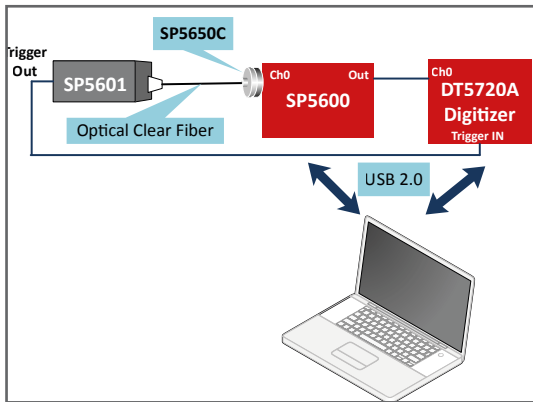 SP5650C
Trigger
Out
SP5601
Optical Clear Fiber
Ch0
Out
SP5600
Ch0
DT5720A
Digitizer
Trigger IN
USB 2.0